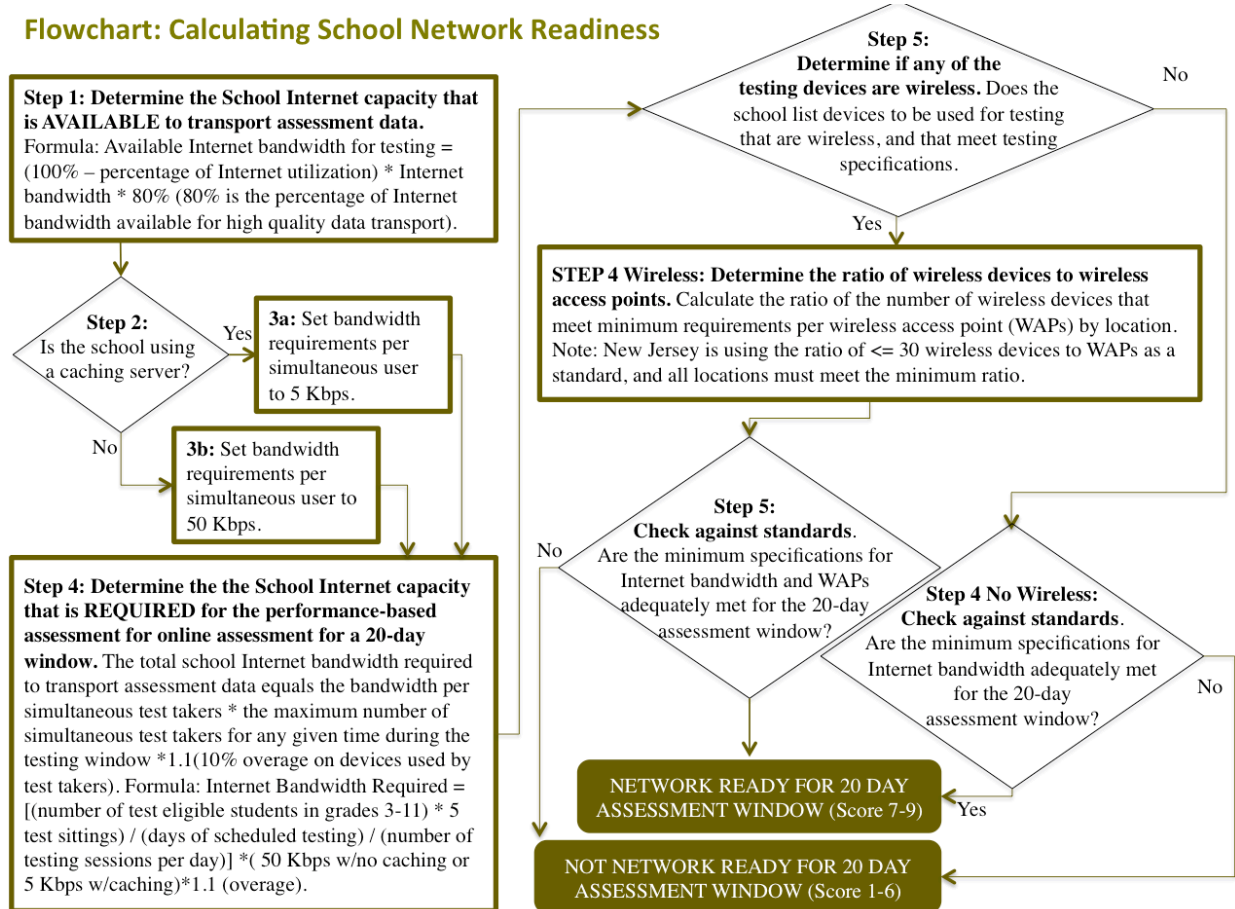 Flowchart: Calculating School Network Readiness
Step 1: Determine the School Internet capacity that
is AVAILABLE to transport assessment data.
Formula: Available Internet bandwidth for testing =
(100% – percentage of Internet utilization) * Internet
bandwidth * 80% (80% is the percentage of Internet
bandwidth available for high quality data transport).
Step 2:
Is the school using
a caching server?
Yes
3a: Set bandwidth
requirements per
simultaneous user
to 5 Kbps.
No
3b: Set bandwidth
requirements per
simultaneous user to
50 Kbps.
Step 4: Determine the the School Internet capacity
that is REQUIRED for the performance-based
assessment for online assessment for a 20-day
window. The total school Internet bandwidth required
to transport assessment data equals the bandwidth per
simultaneous test takers * the maximum number of
simultaneous test takers for any given time during the
testing window *1.1(10% overage on devices used by
test takers). Formula: Internet Bandwidth Required =
[(number of test eligible students in grades 3-11) * 5
test sittings) / (days of scheduled testing) / (number of
testing sessions per day)] *( 50 Kbps w/no caching or
5 Kbps w/caching)*1.1 (overage).
Step 5:
Determine if any of the
testing devices are wireless. Does the
school list devices to be used for testing
that are wireless, and that meet testing
specifications.
No
Yes
STEP 4 Wireless: Determine the ratio of wireless devices to wireless
access points. Calculate the ratio of the number of wireless devices that
meet minimum requirements per wireless access point (WAPs) by location.
Note: New Jersey is using the ratio of <= 30 wireless devices to WAPs as a
standard, and all locations must meet the minimum ratio.
Step 5:
Check against standards.
Are the minimum specifications for
Internet bandwidth and WAPs
adequately met for the 20-day
assessment window?
No
Step 4 No Wireless:
Check against standards.
Are the minimum specifications for
Internet bandwidth adequately met
for the 20-day
assessment window?
No
Yes
NETWORK READY FOR 20 DAY
ASSESSMENT WINDOW (Score 7-9)
NOT NETWORK READY FOR 20 DAY
ASSESSMENT WINDOW (Score 1-6)